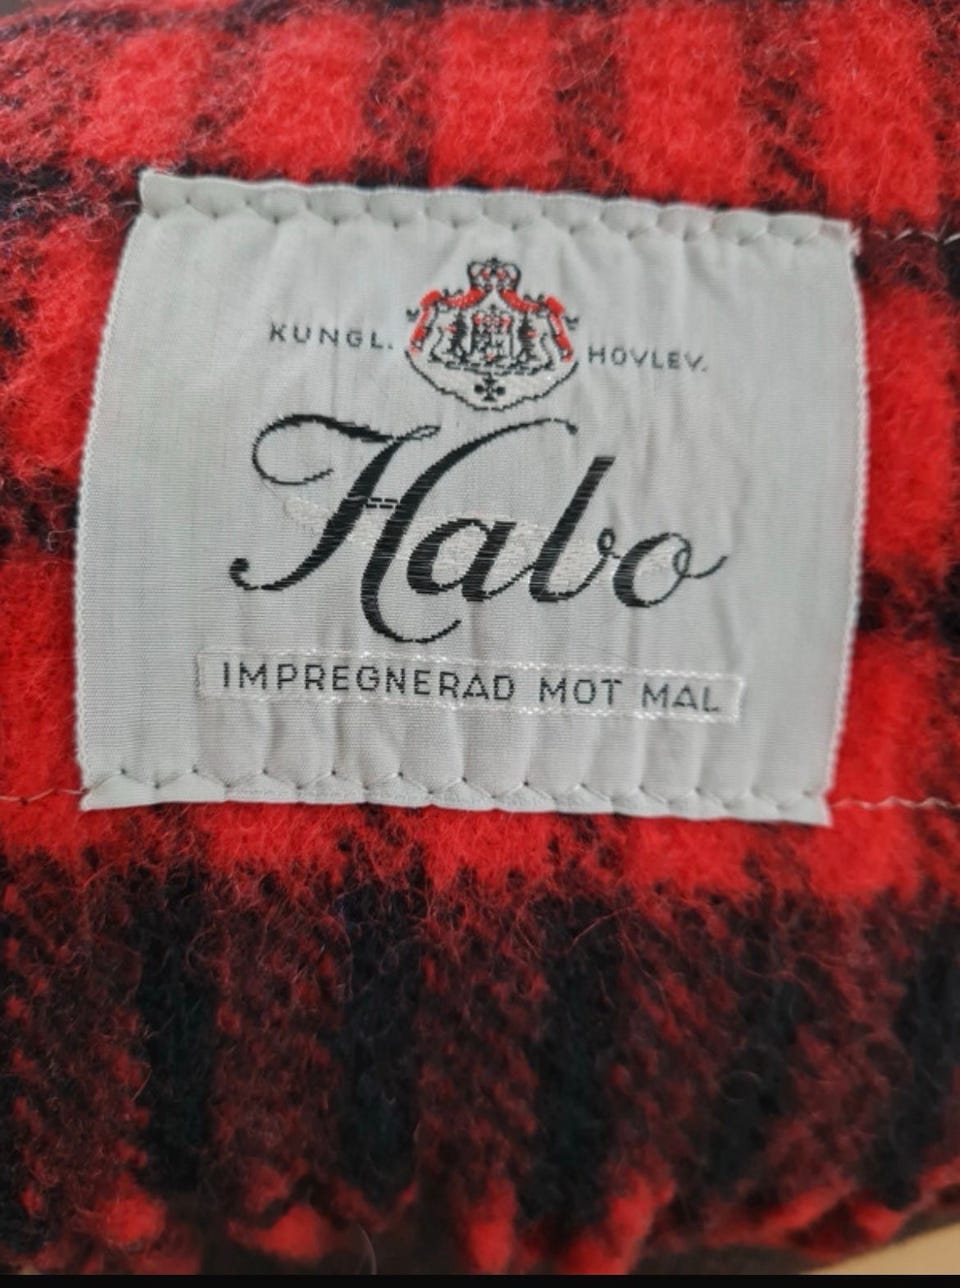 KUNGL. HOVLEV.
Habo
IMPREGNERAD MOT MAL